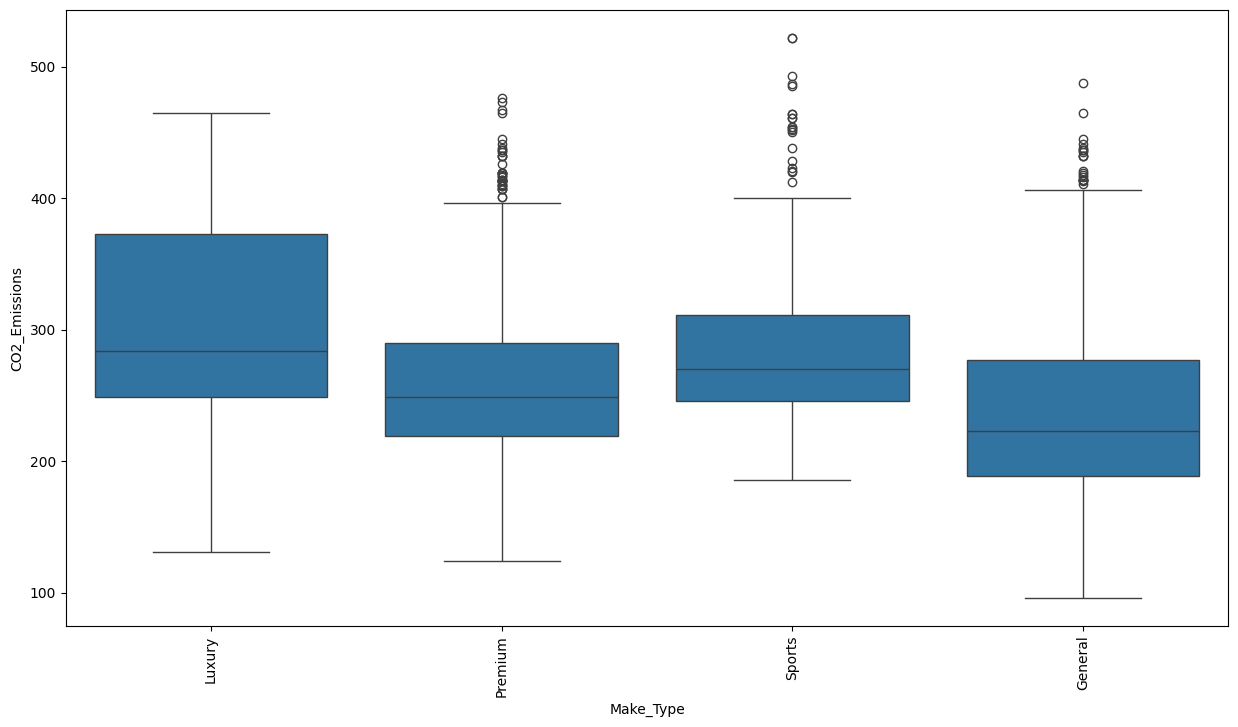 500
400
300
200
100
CO2_Emissions
Luxury
Premium
Sports
General
Make_Type